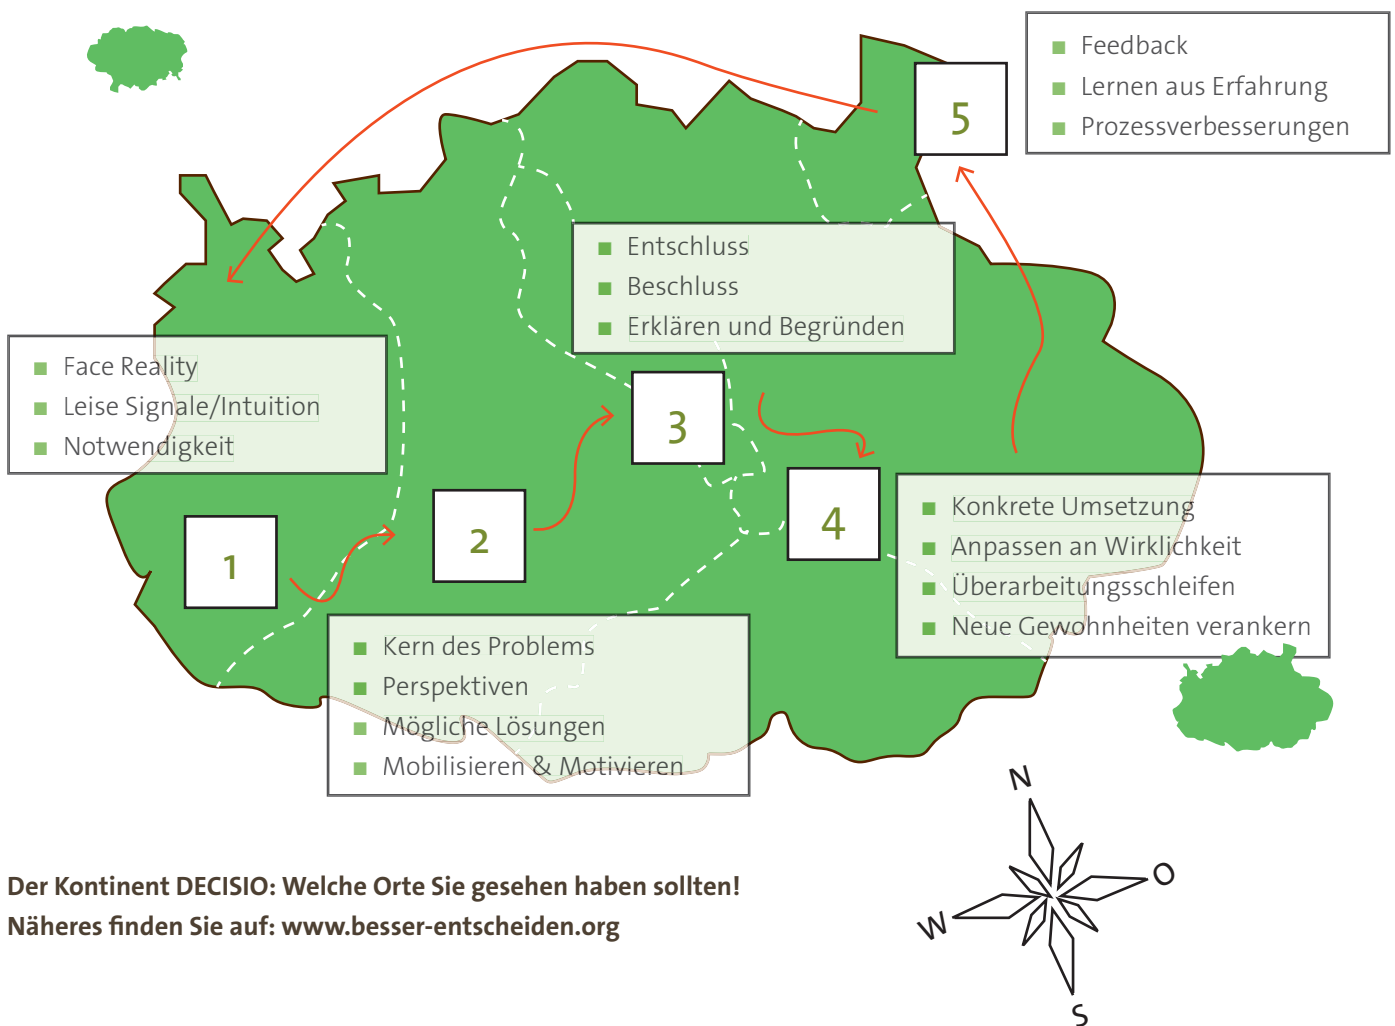 5
Feedback
Lernen aus Erfahrung
Prozessverbesserungen
Entschluss
Beschluss
Erklären und Begründen
Face Reality
Leise Signale/Intuition
Notwendigkeit
3
4
Konkrete Umsetzung
Anpassen an Wirklichkeit
Überarbeitungsschleifen
Neue Gewohnheiten verankern
1
2
Kern des Problems
Perspektiven
Mögliche Lösungen
Mobilisieren & Motivieren
N
O
W
S
Der Kontinent DECISIO: Welche Orte Sie gesehen haben sollten!
Näheres finden Sie auf: www.besser-entscheiden.org